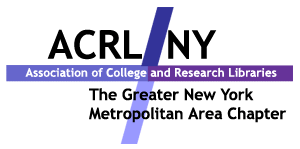 ACRL/NY
Association of College and Research Libraries
The Greater New York
Metropolitan Area Chapter